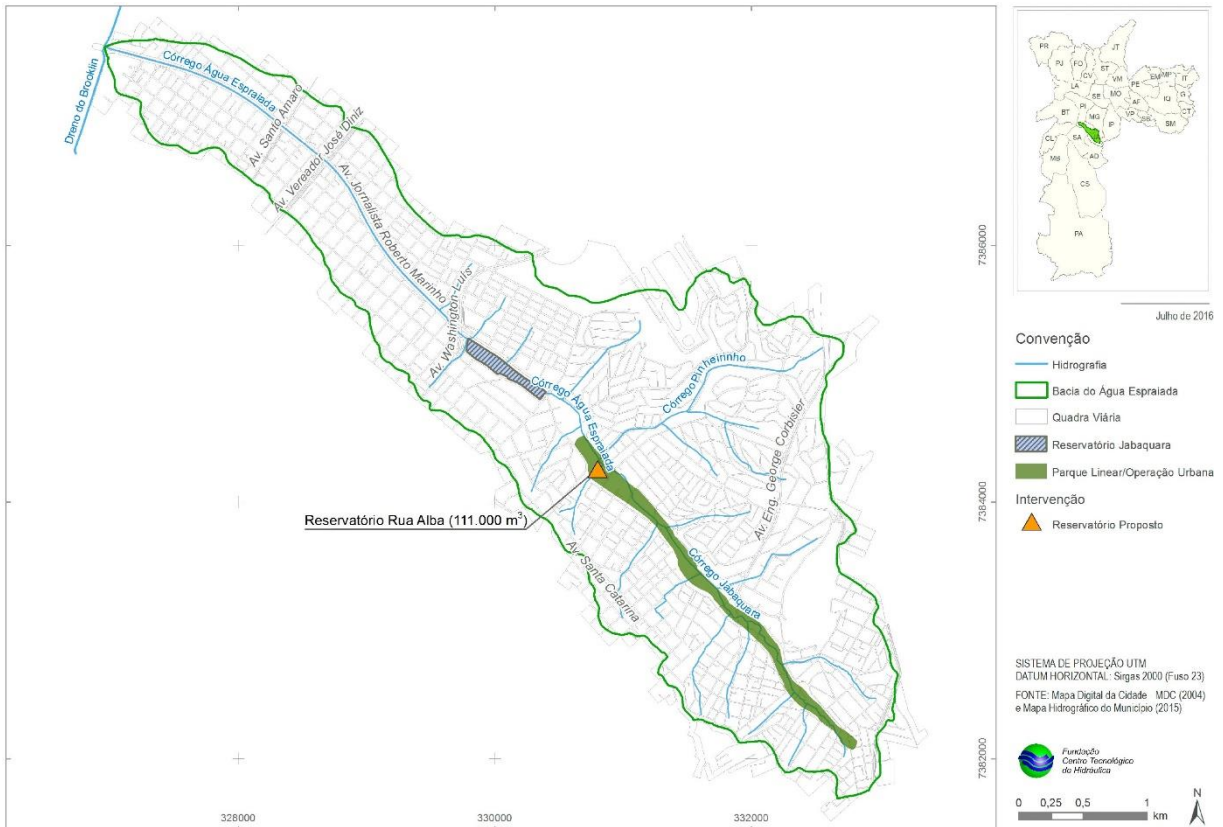 Dreno do Brooklin
Córrego Água Espraiada
Av. Santo Amaro
Av. Vereador José Diniz
Av. Jornalista Roberto Marinho
Av. Washington Luís
Córrego Água Espraiada
Córrego Pinheirinho
Av. Eng. George Corbisier
Reservatório Rua Alba (111.000 m³)
Av. Santa Catarina
Córrego Jabaquara
328000
330000
332000
7386000
7384000
7382000
PR
JT
PJ
FO
CV
ST
VM
PE
EM
MP
IT
LA
SE
MO
AF
IQ
G
CT
PI
BT
MG
IP
VP
SB
SM
CL
SA
MB
AD
CS
PA
Julho de 2016
Convenção
Hidrografia
Bacia do Água Espraiada
Quadra Viária
Reservatório Jabaquara
Parque Linear/Operação Urbana
Intervenção
Reservatório Proposto
SISTEMA DE PROJEÇÃO UTM
DATUM HORIZONTAL: Sirgas 2000 (Fuso 23)
FONTE: Mapa Digital da Cidade MDC (2004)
e Mapa Hidrográfico do Município (2015)
Fundação
Centro Tecnológico
de Hidráulica
0 0,25 0,5 1
km
N